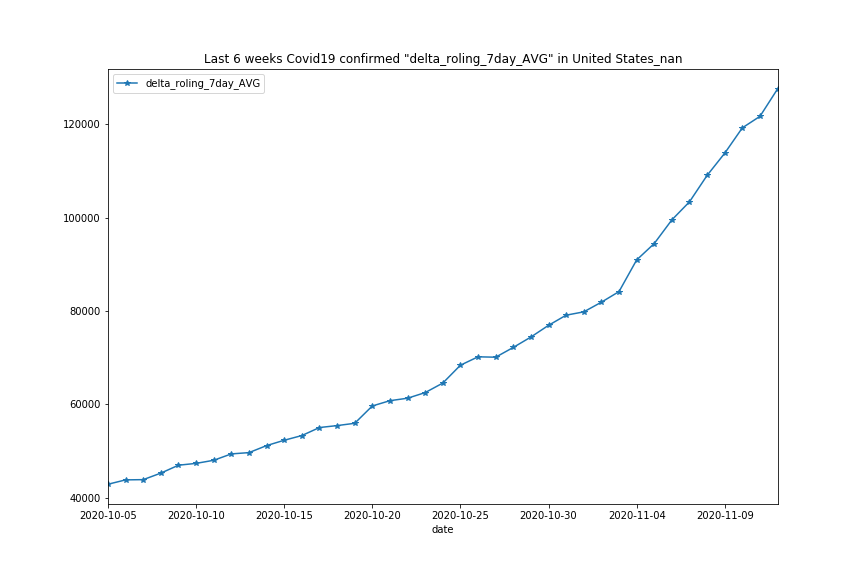 Last 6 weeks Covid19 confirmed "delta_roling_7day_AVG" in United States_nan
delta_roling_7day_AVG
120000
100000
80000
60000
40000
2020-10-05 2020-10-10 2020-10-15 2020-10-20 2020-10-25 2020-10-30 2020-11-04 2020-11-09
date